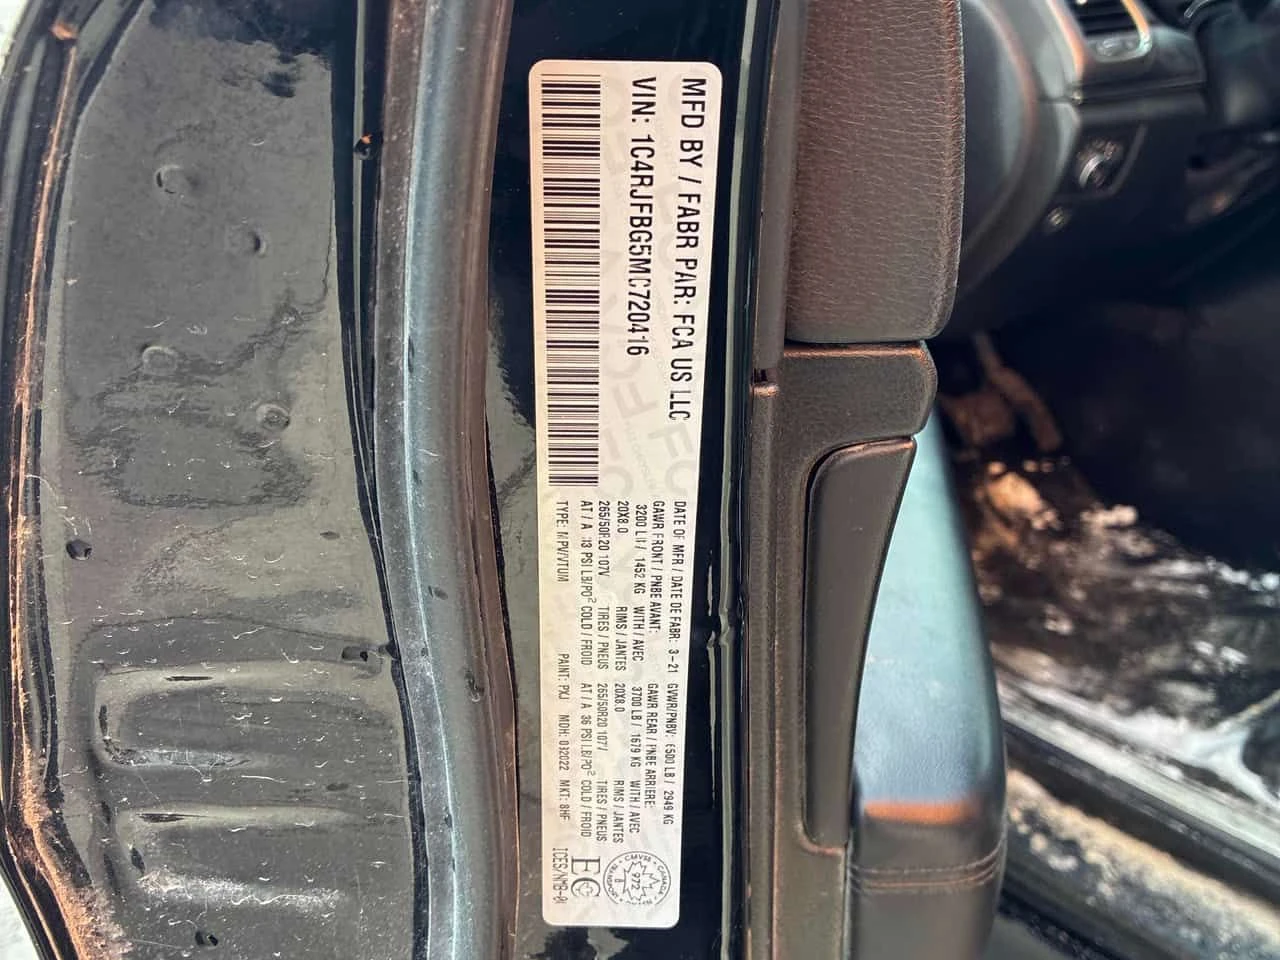 MFD BY / FABR PAR: FCA US LLC
VIN: 1C4RJFBG5MC720416
DATE OF MFR / DATE DE FABR: 3-21 GVWR/PNBV: 6500 LB / 2949 KG
GAWR FRONT / PNBE AVANT: GAWR REAR / PNBE ARRIERE:
3200 LB / 1452 KG WITH / AVEC 3700 LB / 1679 KG WITH / AVEC
20X8.0 RIMS / JANTES 20X8.0 RIMS / JANTES
265/50R20 107V TIRES / PNEUS 265/50R20 107V TIRES / PNEUS
AT / A PSI LB/PO² COLD / FROID AT / A 36 PSI LB/PO² COLD / FROID
TYPE: MPV/VTUM PAINT: PXJ MDH: 032022 MKT: 8HF
CMVSS
CANADA
972
EC